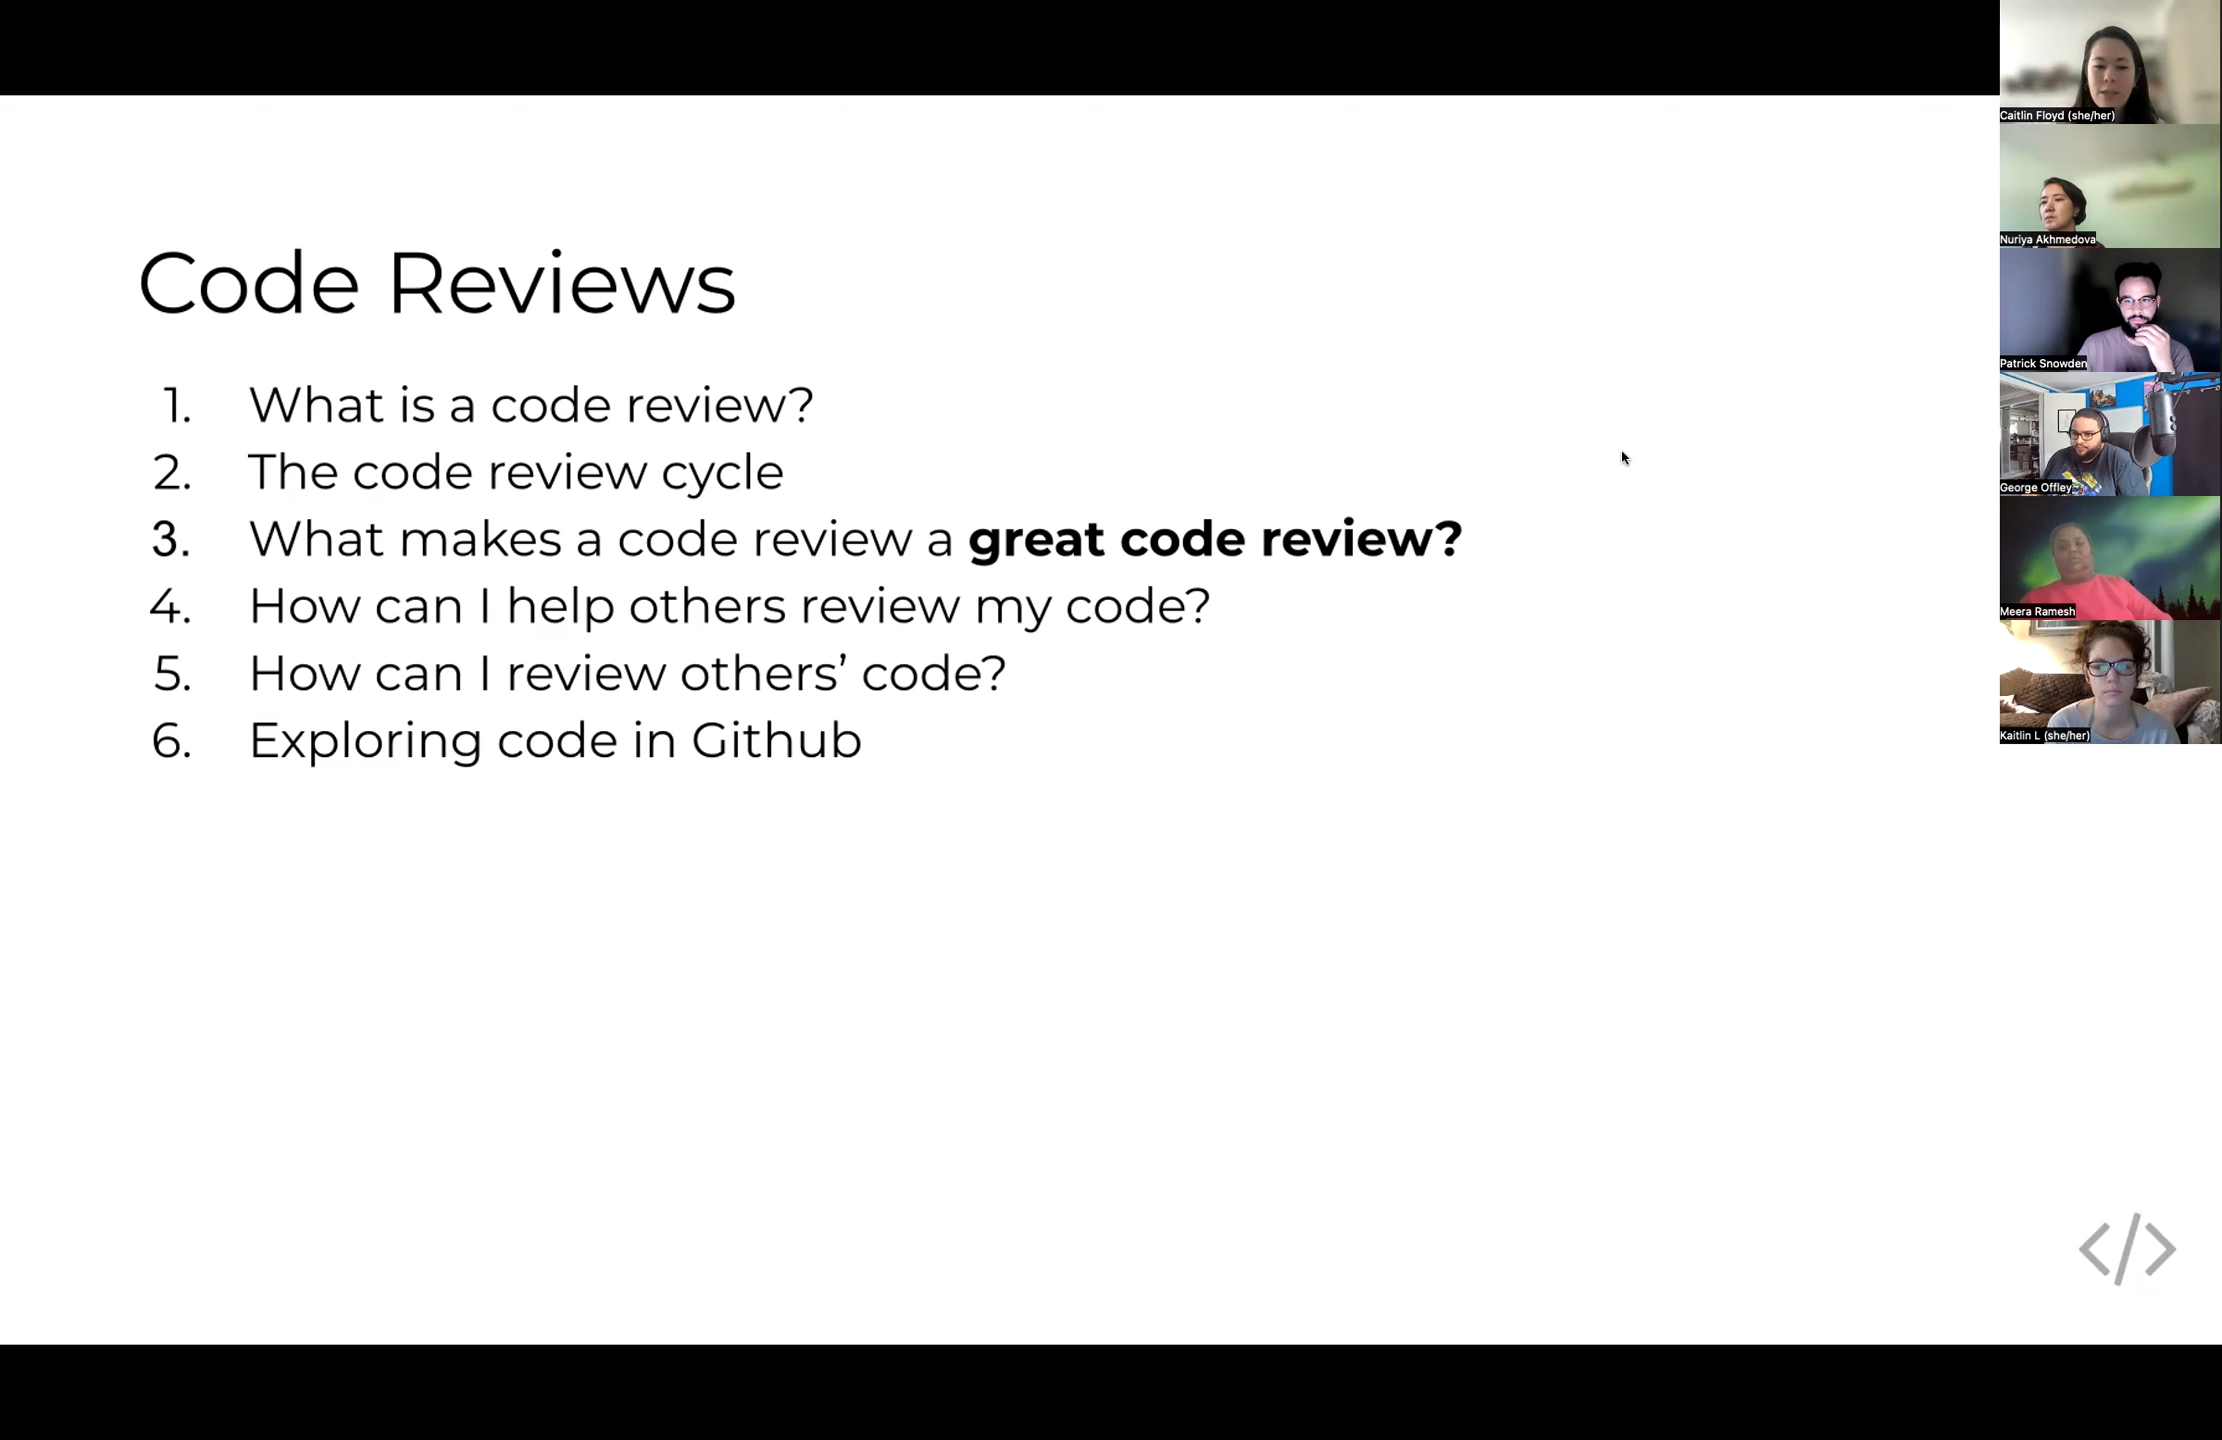 Code Reviews
1. What is a code review?
2. The code review cycle
3. What makes a code review a great code review?
4. How can I help others review my code?
5. How can I review others’ code?
6. Exploring code in Github
</>
Caitlin Floyd (she/her)
Nuriya Akhmedova
Patrick Snowden
George Offley
Meera Ramesh
Kaitlin L (she/her)